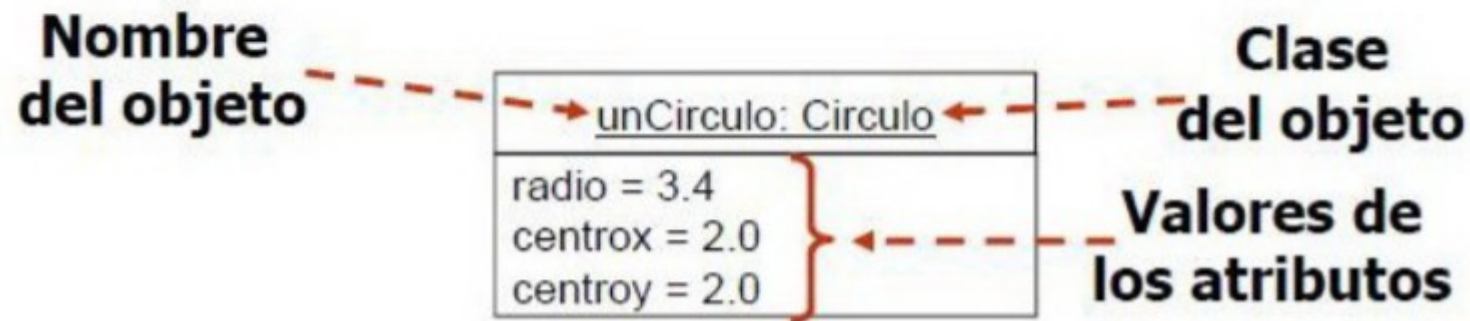 Nombre
del objeto
unCirculo: Circulo
Clase
del objeto
radio = 3.4
centrox = 2.0
centroy = 2.0
Valores de
los atributos